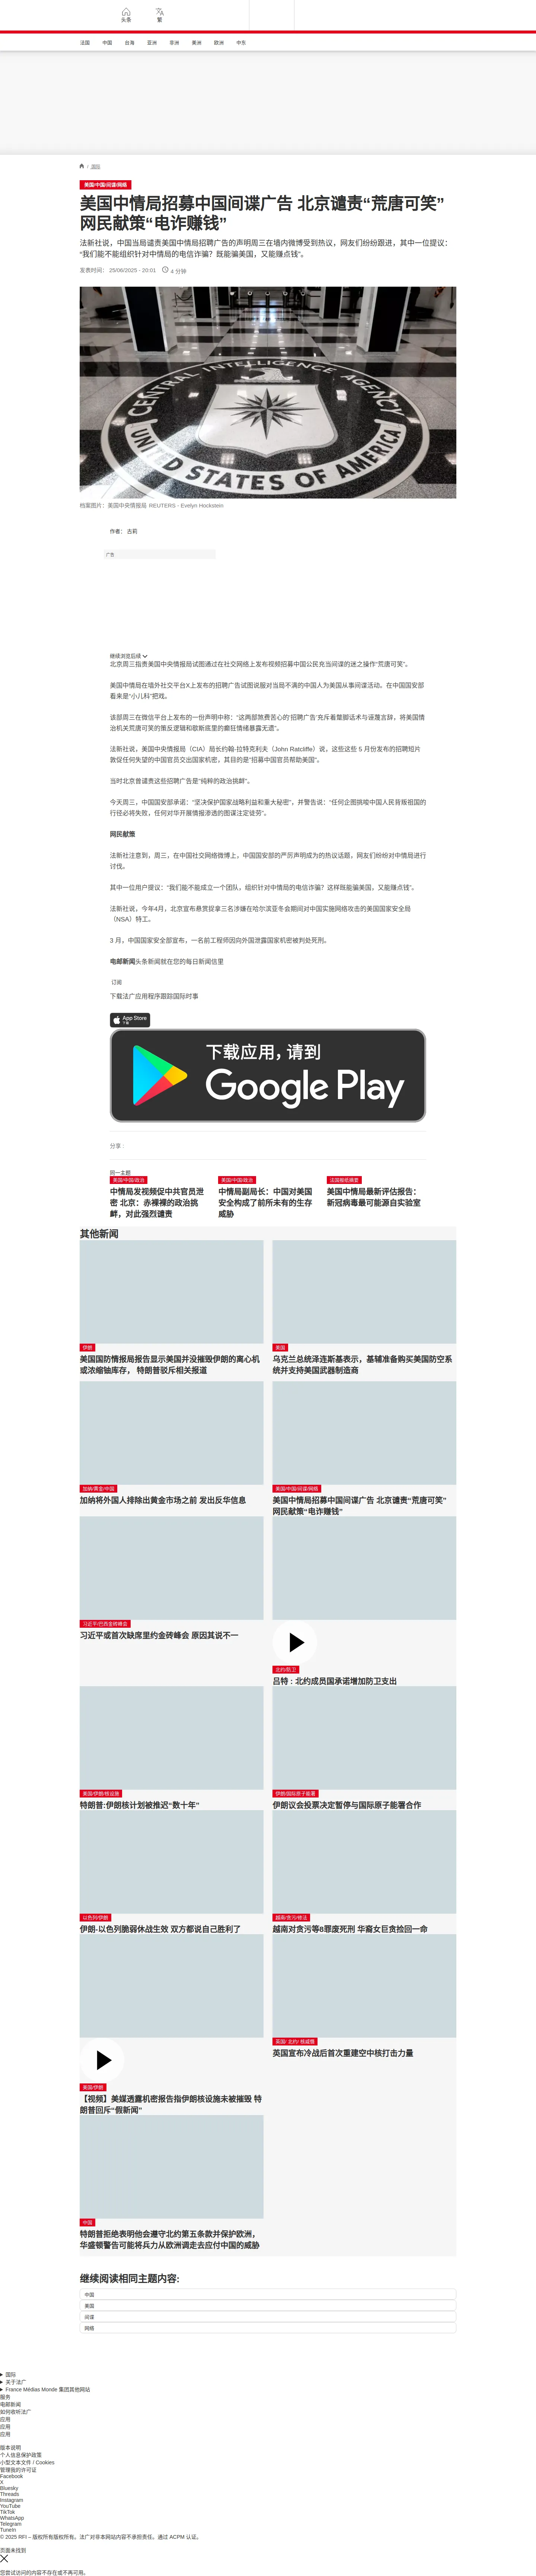 头条
繁
法国
中国
台海
亚洲
非洲
美洲
欧洲
中东
/ 国际
美国/中国/间谍/网络
美国中情局招募中国间谍广告 北京谴责“荒唐可笑”
网民献策“电诈赚钱”
法新社说，中国当局谴责美国中情局招聘广告的声明周三在墙内微博受到热议，网友们纷纷跟进，其中一位提议：
“我们能不能组织针对中情局的电信诈骗？既能骗美国，又能赚点钱”。
发表时间： 25/06/2025 - 20:01
4 分钟
档案图片：美国中央情报局 REUTERS - Evelyn Hockstein
作者： 古莉
广告
继续浏览后续
北京周三指责美国中央情报局试图通过在社交网络上发布视频招募中国公民充当间谍的迷之操作“荒唐可笑”。
美国中情局在墙外社交平台X上发布的招聘广告试图说服对当局不满的中国人为美国从事间谍活动。在中国国安部
看来是“小儿科”把戏。
该部周三在微信平台上发布的一份声明中称：“这两部煞费苦心的‘招聘广告’充斥着蹩脚话术与诬蔑言辞，将美国情
治机关荒唐可笑的策反逻辑和歇斯底里的癫狂情绪暴露无遗”。
法新社说，美国中央情报局（CIA）局长约翰·拉特克利夫（John Ratcliffe）说，这些这些 5 月份发布的招聘短片
敦促任何失望的中国官员交出国家机密。其目的是“招募中国官员帮助美国”。
当时北京曾谴责这些招聘广告是“纯粹的政治挑衅”。
今天周三，中国国安部承诺：“坚决保护国家战略利益和重大秘密”，并警告说：“任何企图挑唆中国人民背叛祖国的
行径必将失败，任何对华开展情报渗透的图谋注定徒劳”。
网民献策
法新社注意到，周三，在中国社交网络微博上，中国国安部的严厉声明成为的热议话题，网友们纷纷对中情局进行
讨伐。
其中一位用户提议：“我们能不能成立一个团队，组织针对中情局的电信诈骗？这样既能骗美国，又能赚点钱”。
法新社说，今年4月，北京宣布悬赏捉拿三名涉嫌在哈尔滨亚冬会期间对中国实施网络攻击的美国国家安全局
（NSA）特工。
3 月，中国国家安全部宣布，一名前工程师因向外国泄露国家机密被判处死刑。
电邮新闻头条新闻就在您的每日新闻信里
订阅
下载法广应用程序跟踪国际时事
App Store
下载
下载应用，请到
Google Play
分享 :
同一主题
美国/中国/政治
中情局发视频促中共官员泄
密 北京：赤裸裸的政治挑
衅，对此强烈谴责
美国/中国/政治
中情局副局长：中国对美国
安全构成了前所未有的生存
威胁
法国报纸摘要
美国中情局最新评估报告：
新冠病毒最可能源自实验室
其他新闻
伊朗
美国国防情报局报告显示美国并没摧毁伊朗的离心机
或浓缩铀库存， 特朗普驳斥相关报道
美国
乌克兰总统泽连斯基表示，基辅准备购买美国防空系
统并支持美国武器制造商
加纳/黄金/中国
加纳将外国人排除出黄金市场之前 发出反华信息
美国/中国/间谍/网络
美国中情局招募中国间谍广告 北京谴责“荒唐可笑”
网民献策“电诈赚钱”
习近平/巴西金砖峰会
习近平或首次缺席里约金砖峰会 原因其说不一
北约/防卫
吕特 : 北约成员国承诺增加防卫支出
美国/伊朗/核设施
特朗普:伊朗核计划被推迟“数十年”
伊朗/国际原子能署
伊朗议会投票决定暂停与国际原子能署合作
以色列/伊朗
伊朗-以色列脆弱休战生效 双方都说自己胜利了
越南/贪污/修法
越南对贪污等8罪废死刑 华裔女巨贪捡回一命
美国/伊朗
【视频】美媒透露机密报告指伊朗核设施未被摧毁 特
朗普回斥“假新闻”
英国/ 北约/ 核威慑
英国宣布冷战后首次重建空中核打击力量
中国
特朗普拒绝表明他会遵守北约第五条款并保护欧洲，
华盛顿警告可能将兵力从欧洲调走去应付中国的威胁
继续阅读相同主题内容:
中国
美国
间谍
网络
国际
关于法广
France Médias Monde 集团其他网站
服务
电邮新闻
如何收听法广
应用
应用
应用
版本说明
个人信息保护政策
小型文本文件 / Cookies
管理我的许可证
Facebook
X
Bluesky
Threads
Instagram
YouTube
TikTok
WhatsApp
Telegram
TuneIn
© 2025 RFI – 版权所有版权所有。法广对非本网站内容不承担责任。通过 ACPM 认证。
页面未找到
您尝试访问的内容不存在或不再可用。